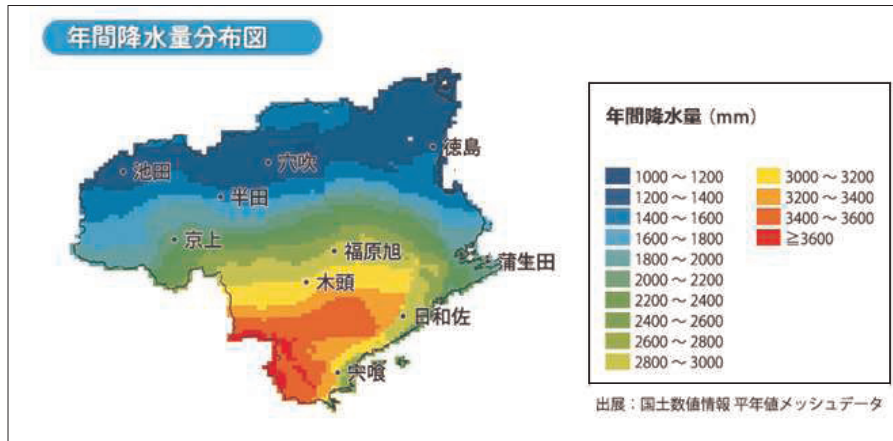 年間降水量分布図
徳島
穴吹
池田
半田
京上
福原旭
蒲生田
木頭
日和佐
宍喰
年間降水量（mm）
1000～1200
1200～1400
1400～1600
1600～1800
1800～2000
2000～2200
2200～2400
2400～2600
2600～2800
2800～3000
3000～3200
3200～3400
3400～3600
≧3600
出展：国土数値情報 平年値メッシュデータ